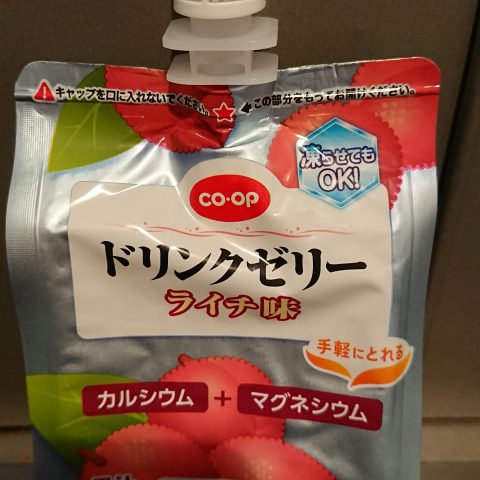 キャップを口に入れないでください。
この部分をもってお開けください。
凍らせても
OK!
CO・OP
ドリンクゼリー
ライチ味
手軽にとれる
カルシウム + マグネシウム